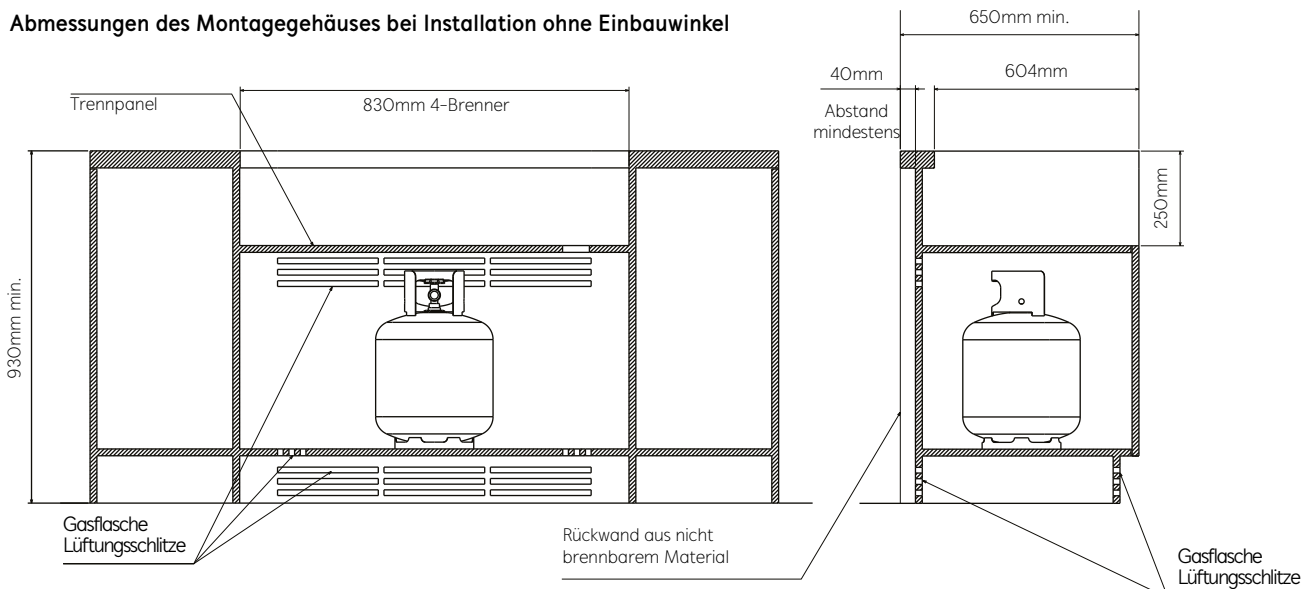 Abmessungen des Montagegehäuses bei Installation ohne Einbauwinkel
650mm min.
40mm
604mm
Trennpanel
830mm 4-Brenner
Abstand
mindestens
250mm
930mm min.
Gasflasche
Lüftungsschlitze
Rückwand aus nicht
brennbarem Material
Gasflasche
Lüftungsschlitze